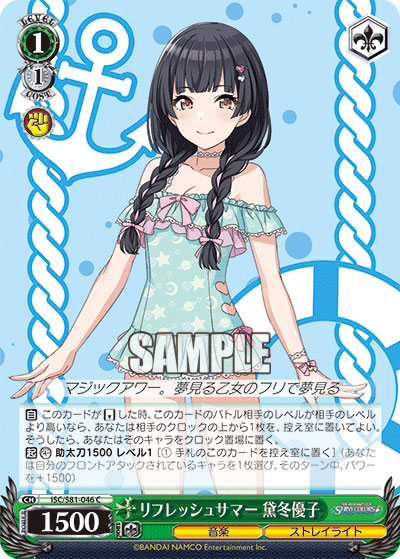 LEVEL
1
1
COST
SAMPLE
マジックアワー。夢見る乙女のフリで夢見る
自 このカードが した時、このカードのバトル相手のレベルが相手のレベル
より高いなら、あなたは相手のクロックの上から1枚を、控え室に置いてよい。
そうしたら、あなたはそのキャラをクロック置場に置く。
自 助太刀1500 レベル1 [① 手札のこのカードを控え室に置く] (あなた
は自分のフロントアタックされているキャラを1枚選び、そのターン中、パワー
を+1500)
CH ISC/S81-046 C
リフレッシュサマー 黛冬優子
SHINY COLORS
1500
音楽
ストレイライト
©BANDAI NAMCO Entertainment Inc.